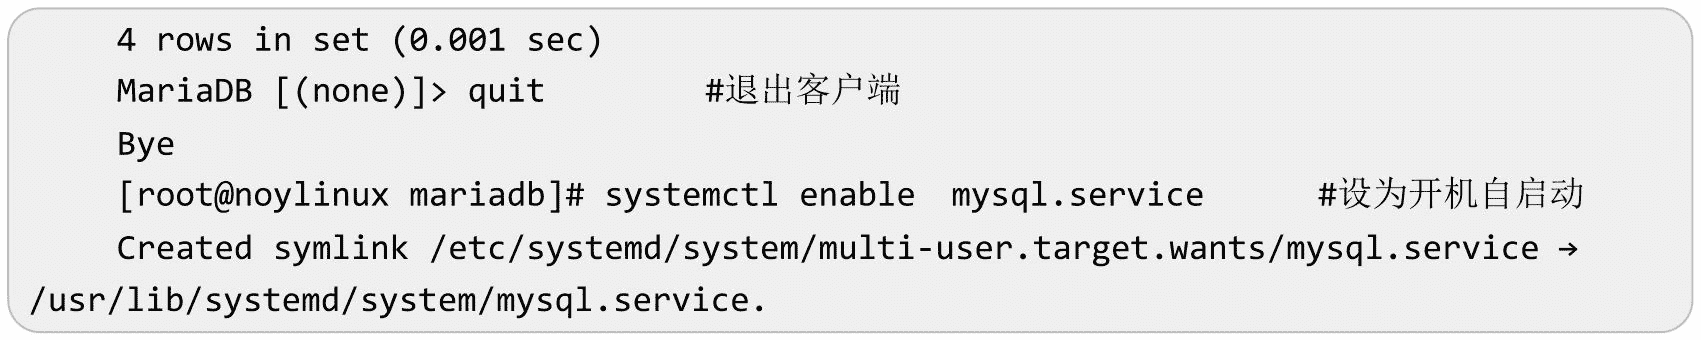 4 rows in set (0.001 sec)
MariaDB [(none)]> quit #退出客户端
Bye
[root@noylinux mariadb]# systemctl enable  mysql.service #设为开机自启动
Created symlink /etc/systemd/system/multi-user.target.wants/mysql.service →
/usr/lib/systemd/system/mysql.service.